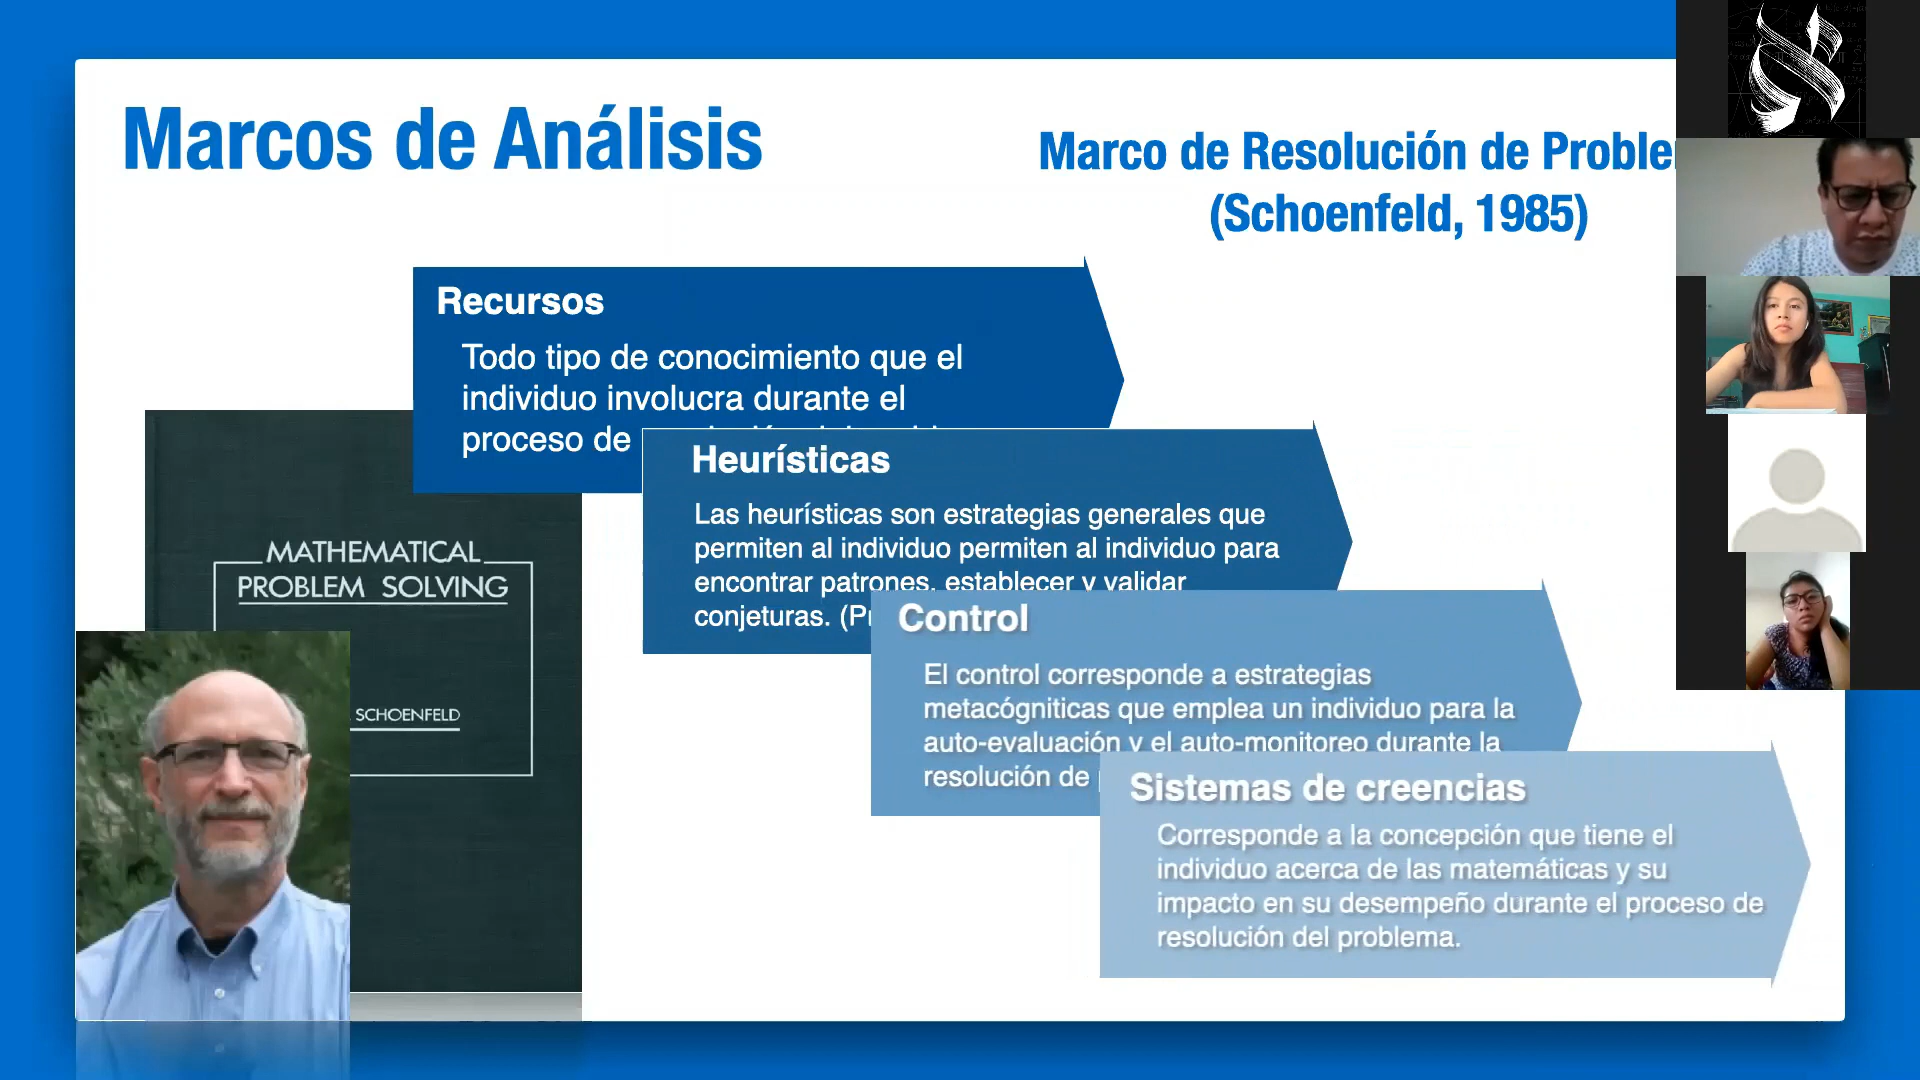 Marcos de Análisis
Marco de Resolución de
(Schoenfeld, 1985)
Recursos
Todo tipo de conocimiento que el
individuo involucra durante el
proceso de
Heurísticas
Las heurísticas son estrategias generales que
permiten al individuo permiten al individuo para
encontrar patrones, establecer y validar
conjeturas.
Control
El control corresponde a estrategias
metacógniticas que emplea un individuo para la
auto-evaluación y el auto-monitoreo durante la
resolución de
Sistemas de creencias
Corresponde a la concepción que tiene el
individuo acerca de las matemáticas y su
impacto en su desempeño durante el proceso de
resolución del problema.
MATHEMATICAL
PROBLEM SOLVING
SCHOENFELD